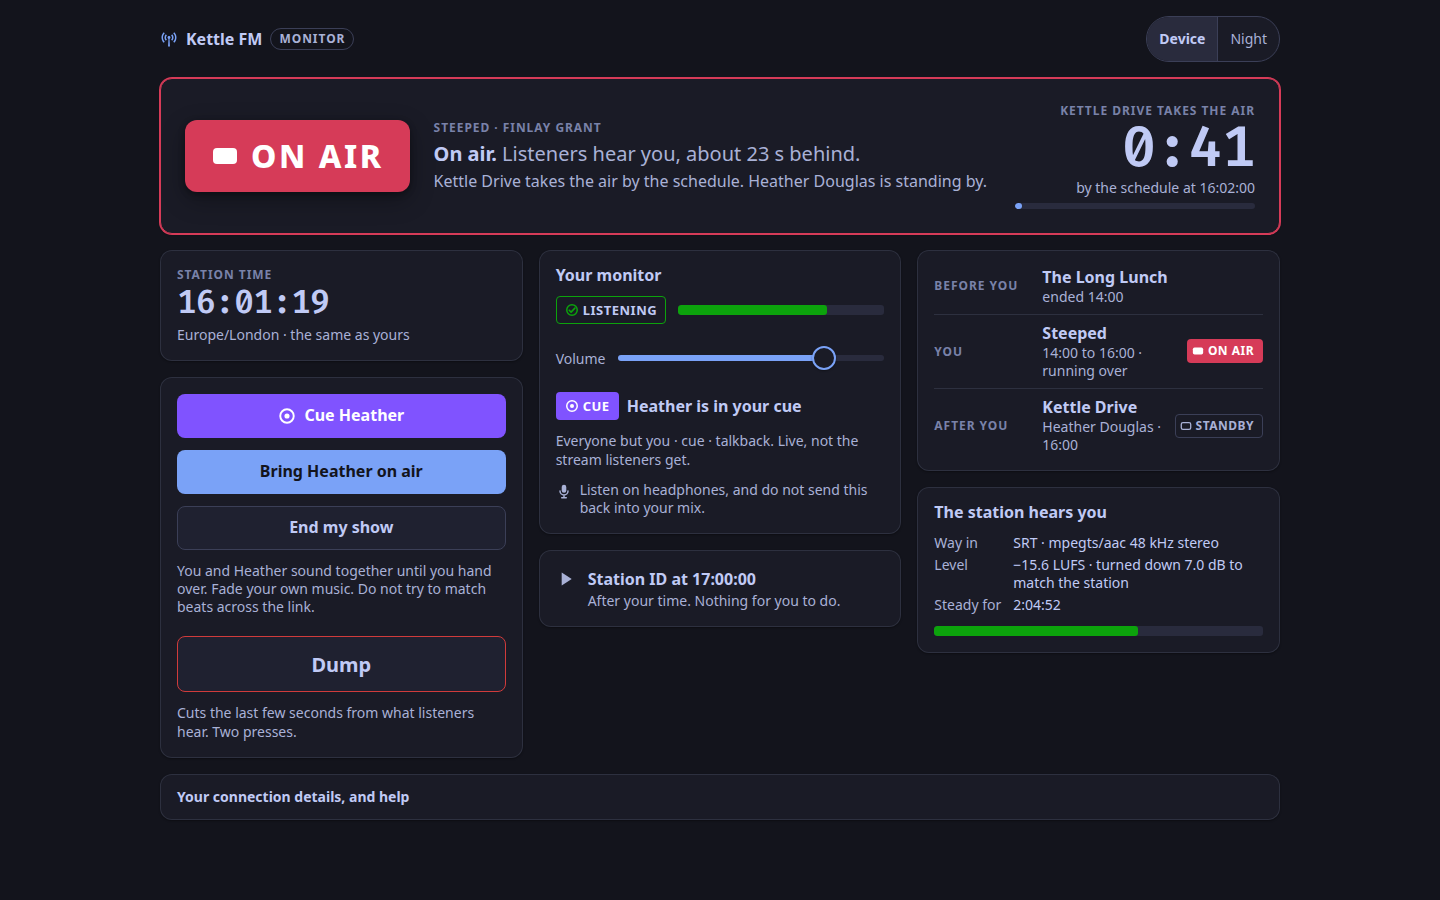 Kettle FM MONITOR
Device Night
ON AIR
STEEPED · FINLAY GRANT
On air. Listeners hear you, about 23 s behind.
Kettle Drive takes the air by the schedule. Heather Douglas is standing by.
KETTLE DRIVE TAKES THE AIR
0:41
by the schedule at 16:02:00
STATION TIME
16:01:19
Europe/London · the same as yours
Cue Heather
Bring Heather on air
End my show
You and Heather sound together until you hand
over. Fade your own music. Do not try to match
beats across the link.
Dump
Cuts the last few seconds from what listeners
hear. Two presses.
Your monitor
LISTENING
Volume
CUE Heather is in your cue
Everyone but you · cue · talkback. Live, not the
stream listeners get.
Listen on headphones, and do not send this
back into your mix.
Station ID at 17:00:00
After your time. Nothing for you to do.
BEFORE YOU
The Long Lunch
ended 14:00
YOU
Steeped
14:00 to 16:00 ·
running over
ON AIR
AFTER YOU
Kettle Drive
Heather Douglas ·
16:00
STANDBY
The station hears you
Way in SRT · mpegts/aac 48 kHz stereo
Level −15.6 LUFS · turned down 7.0 dB to
match the station
Steady for 2:04:52
Your connection details, and help